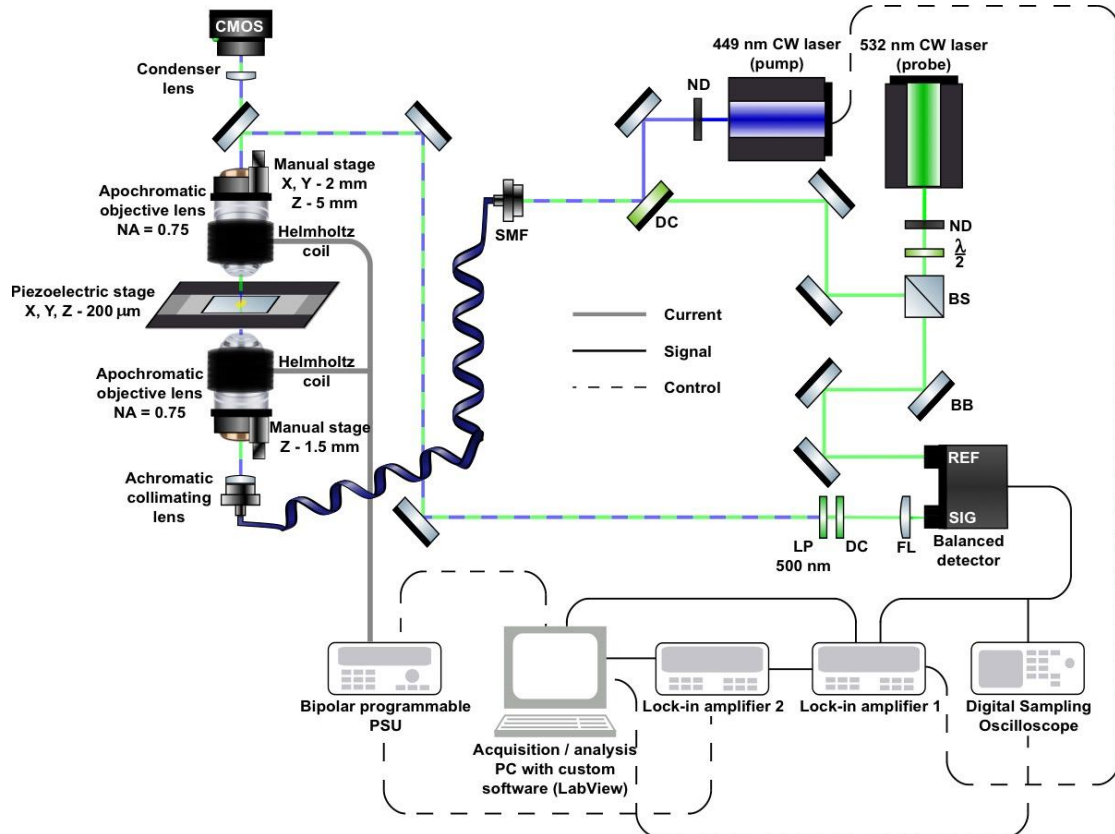 CMOS
Condenser
lens
449 nm CW laser
(pump)
532 nm CW laser
(probe)
ND
Manual stage
X, Y - 2 mm
Z - 5 mm
Apochromatic
objective lens
NA = 0.75
Helmholtz
coil
SMF
DC
ND
λ
2
BS
Piezoelectric stage
X, Y, Z - 200 µm
Current
Signal
Control
Helmholtz
coil
Apochromatic
objective lens
NA = 0.75
Manual stage
Z - 1.5 mm
BB
REF
SIG
Balanced
detector
Achromatic
collimating
lens
LP
500 nm
DC
FL
Bipolar programmable
PSU
Acquisition / analysis
PC with custom
software (LabView)
Lock-in amplifier 2
Lock-in amplifier 1
Digital Sampling
Oscilloscope